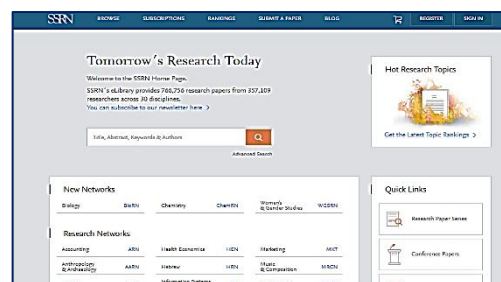 SSRN BROWSE SUBSCRIPTIONS RANKINGS SUBMIT A PAPER BLOG REGISTER SIGN IN
Tomorrow's Research Today
Welcome to the SSRN Home Page.
SSRN's eLibrary provides 766,756 research papers from 357,109
researchers across 30 disciplines.
You can subscribe to our newsletter here >
Title, Abstract, Keywords & Authors
Advanced Search
Hot Research Topics
Get the Latest Topic Rankings >
New Networks
Biology BioRN Chemistry ChemRN Women's & Gender Studies WGSRN
Research Networks
Accounting ARN Health Economics HEN Marketing MKT
Anthropology & Archaeology AARN Hebrew HRN Music & Composition MRCN
Information Systems
Quick Links
Research Paper Series
Conference Papers